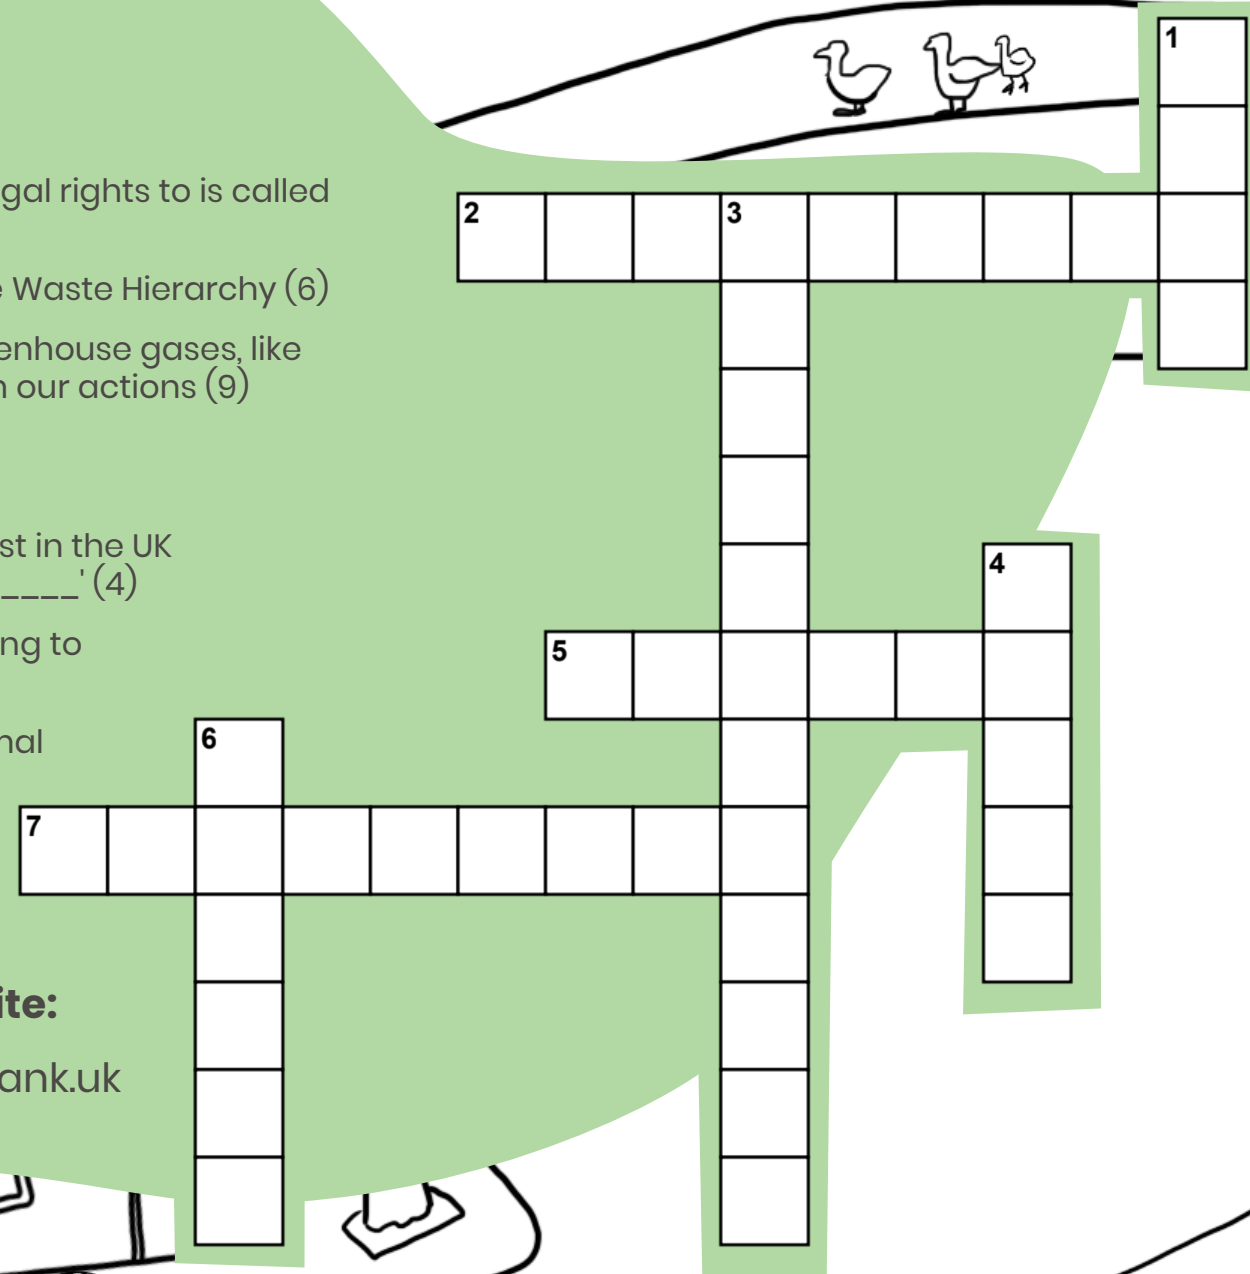 1
gal rights to is called
2
3
e Waste Hierarchy (6)
enhouse gases, like
n our actions (9)
st in the UK
____' (4)
4
ng to
5
nal
6
7
ite:
ank.uk